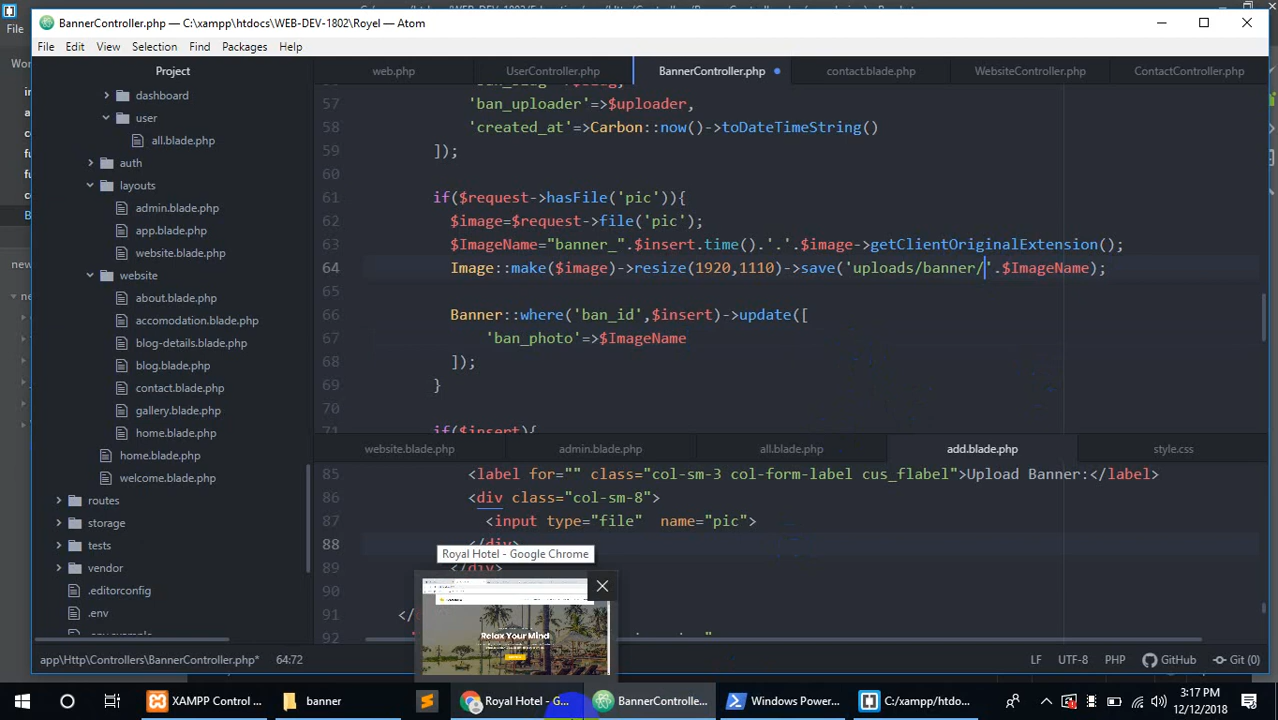 BannerController.php — C:\xampp\htdocs\WEB-DEV-1802\Royel — Atom
File
File Edit View Selection Find Packages Help
Project
web.php UserController.php BannerController.php contact.blade.php WebsiteController.php ContactController.php
dashboard
user
all.blade.php
auth
layouts
admin.blade.php
app.blade.php
website.blade.php
website
about.blade.php
accomodation.blade.php
blog-details.blade.php
blog.blade.php
contact.blade.php
gallery.blade.php
home.blade.php
home.blade.php
welcome.blade.php
routes
storage
tests
vendor
.editorconfig
.env
57 'ban_uploader'=>$uploader,
58 'created_at'=>Carbon::now()->toDateTimeString()
59 ]);
60
61 if($request->hasFile('pic')){
62 $image=$request->file('pic');
63 $ImageName="banner_".$insert.time().'.'.$image->getClientOriginalExtension();
64 Image::make($image)->resize(1920,1110)->save('uploads/banner/'.$ImageName);
66 Banner::where('ban_id',$insert)->update([
67 'ban_photo'=>$ImageName
68 ]);
69 }
70
71 if($insert){
website.blade.php admin.blade.php all.blade.php add.blade.php style.css
85 <label for="" class="col-sm-3 col-form-label cus_flabel">Upload Banner:</label>
86 <div class="col-sm-8">
87 <input type="file" name="pic">
88 </div>
89 </div>
90
91
92
Royal Hotel - Google Chrome
Relax Your Mind
app\Http\Controllers\BannerController.php* 64:72 LF UTF-8 PHP GitHub Git (0)
XAMPP Control ... banner Royal Hotel - G... BannerControlle... Windows Power... C:/xampp/htdoc... 3:17 PM
12/12/2018